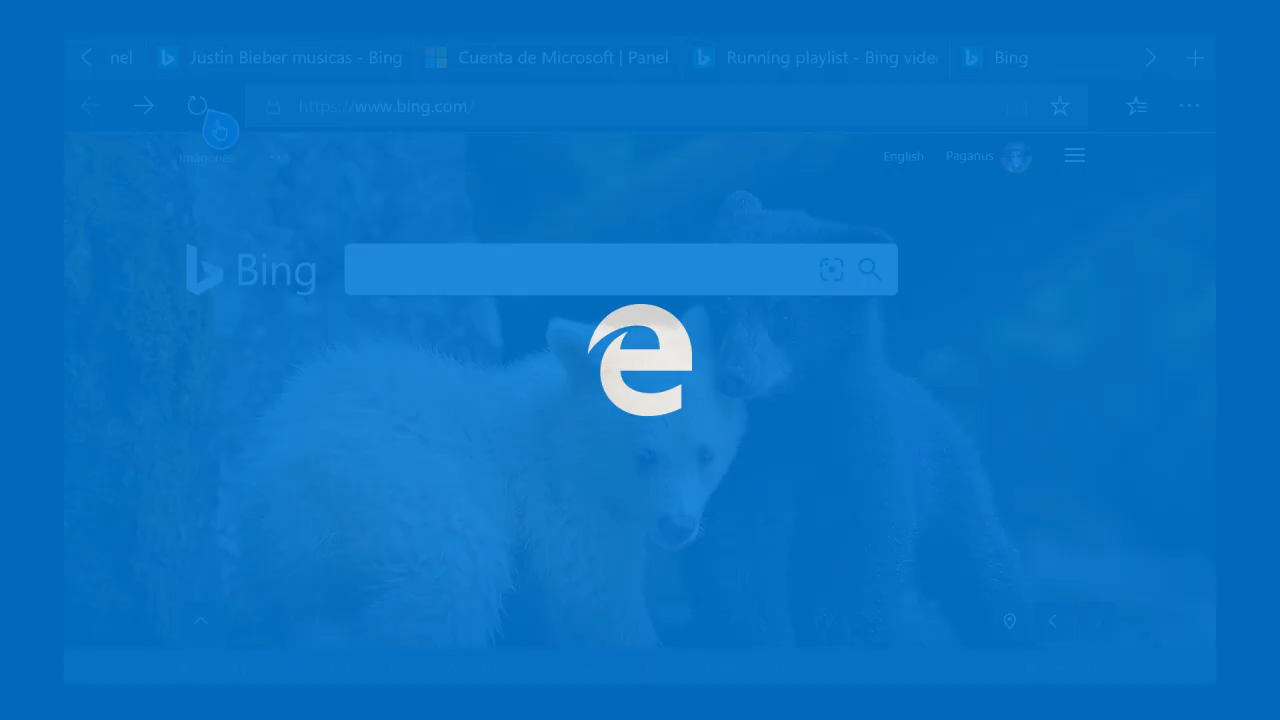 nel
Justin Bieber musicas - Bing
Cuenta de Microsoft | Panel
Running playlist - Bing vide
Bing
https://www.bing.com/
Imágenes
English
Paganus
Bing